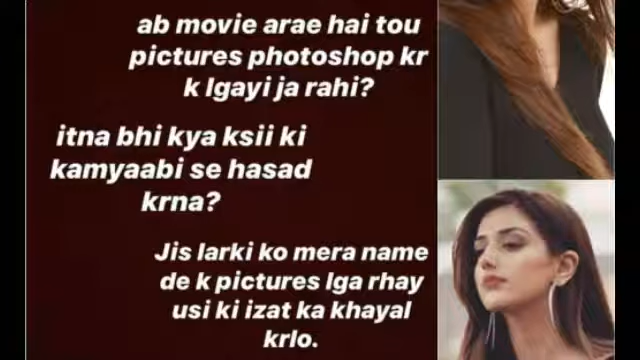 ab movie arae hai tou
pictures photoshop kr
k lgayi ja rahi?
itna bhi kya ksii ki
kamyaabi se hasad
krna?
Jis larki ko mera name
de k pictures lga rhay
usi ki izat ka khayal
krlo.